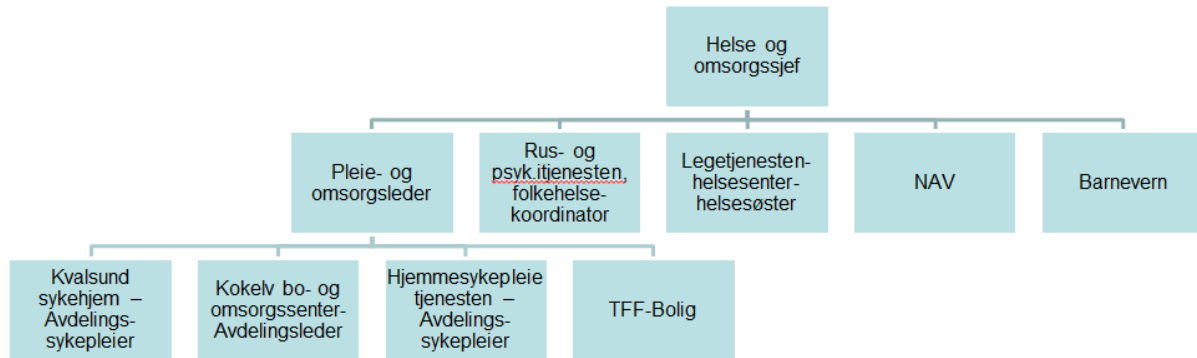 Helse og
omsorgssjef
Pleie- og
omsorgsleder
Rus- og
psyk.itjenesten,
folkehelse-
koordinator
Legetjenesten-
helsesenter-
helsesøster
NAV
Barnevern
Kvalsund
sykehjem –
Avdelings-
sykepleier
Kokelv bo- og
omsorgssenter-
Avdelingsleder
Hjemmesykepleie
tjenesten –
Avdelings-
sykepleier
TFF-Bolig